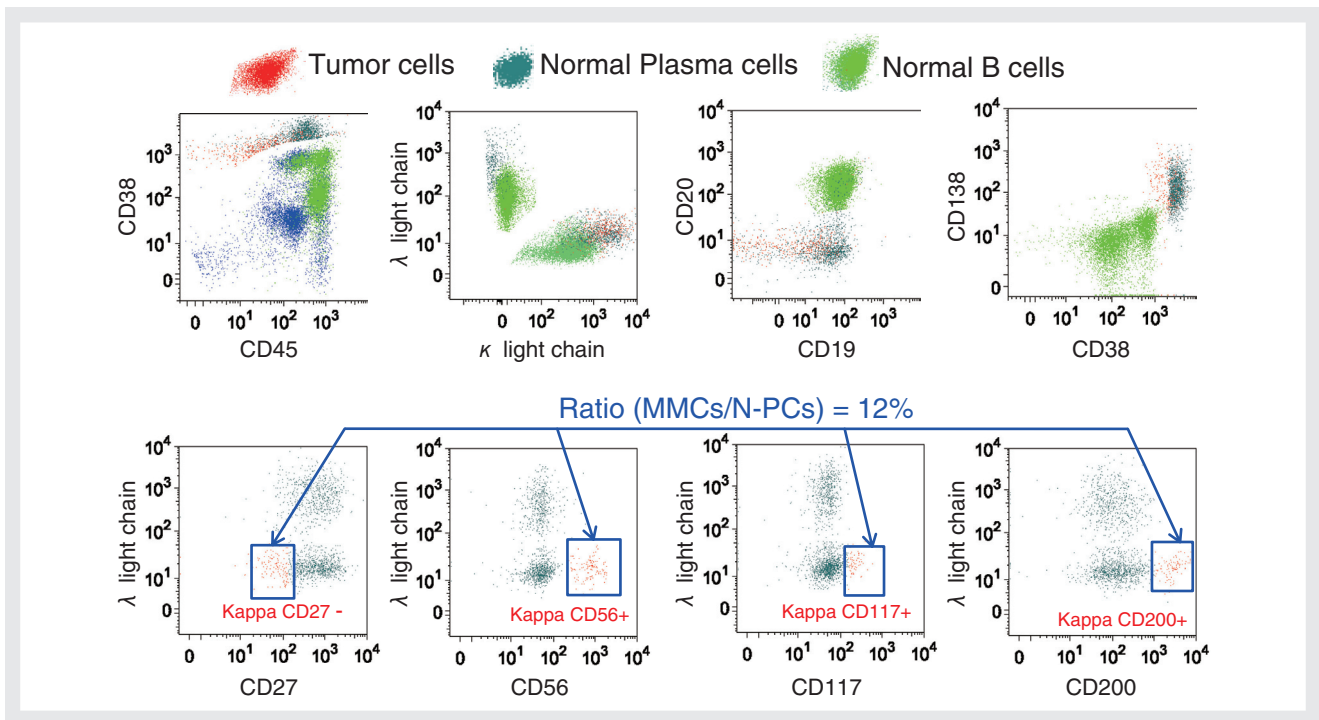 Tumor cells Normal Plasma cells Normal B cells
CD38
10³
10²
10¹
0
0 10¹ 10² 10³
CD45
λ light chain
10⁴
10³
10²
10¹
0
0 10² 10³ 10⁴
κ light chain
CD20
10⁴
10³
10²
10¹
0
0 10¹ 10² 10³
CD19
CD138
10⁴
10³
10²
10¹
0
0 10¹ 10² 10³
CD38
Ratio (MMCs/N-PCs) = 12%
λ light chain
10⁴
10³
10²
10¹
0
Kappa CD27 -
0 10¹ 10² 10³ 10⁴
CD27
λ light chain
10⁴
10³
10²
10¹
0
Kappa CD56+
0 10¹ 10² 10³ 10⁴
CD56
λ light chain
10⁴
10³
10²
10¹
0
Kappa CD117+
0 10¹ 10² 10³ 10⁴
CD117
λ light chain
10⁴
10³
10²
10¹
0
Kappa CD200+
0 10¹ 10² 10³ 10⁴
CD200